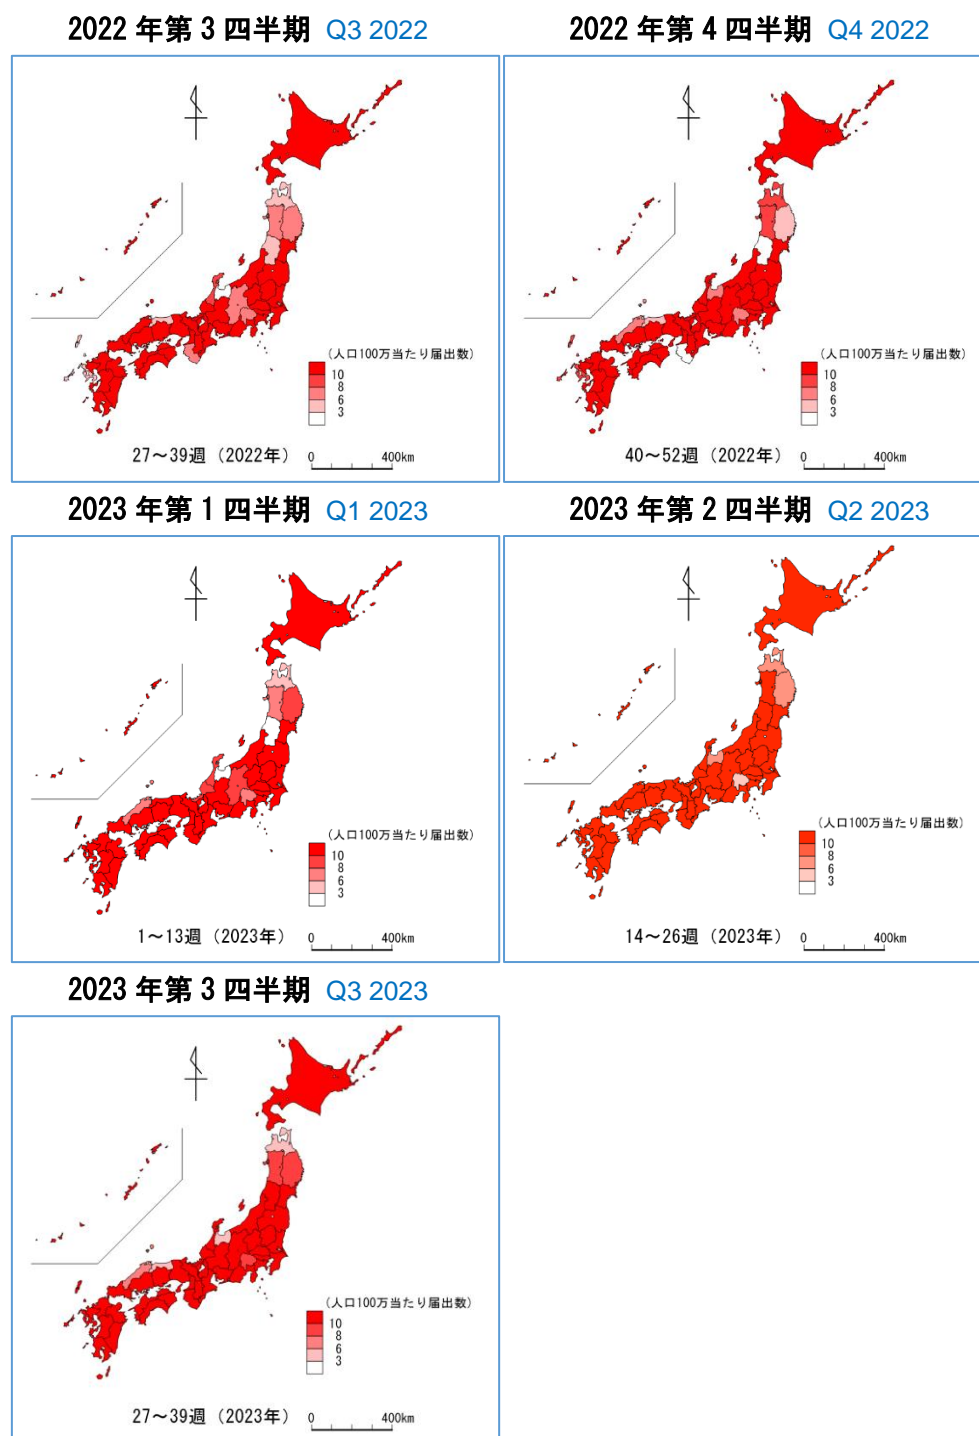 2022 年第 3 四半期 Q3 2022
(人口100万当たり届出数)
10
8
6
3
27～39週 (2022年)
0 400km
2022 年第 4 四半期 Q4 2022
(人口100万当たり届出数)
10
8
6
3
40～52週 (2022年)
0 400km
2023 年第 1 四半期 Q1 2023
(人口100万当たり届出数)
10
8
6
3
1～13週 (2023年)
0 400km
2023 年第 2 四半期 Q2 2023
(人口100万当たり届出数)
10
8
6
3
14～26週 (2023年)
0 400km
2023 年第 3 四半期 Q3 2023
(人口100万当たり届出数)
10
8
6
3
27～39週 (2023年)
0 400km